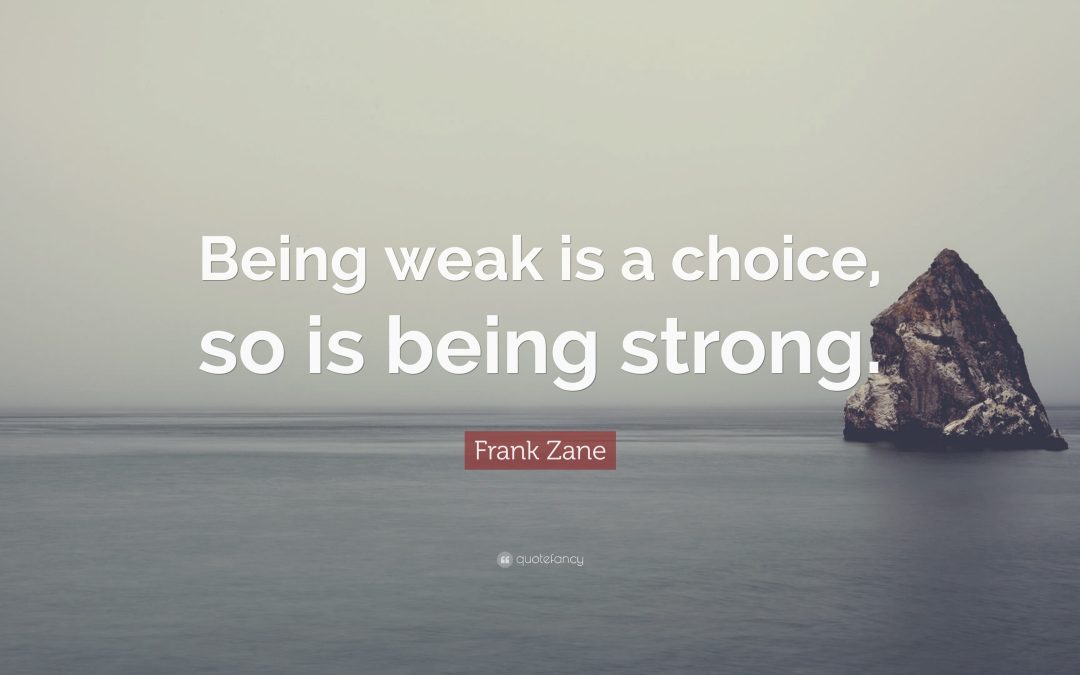 Being weak is a choice,
so is being strong.
Frank Zane
quotefancy